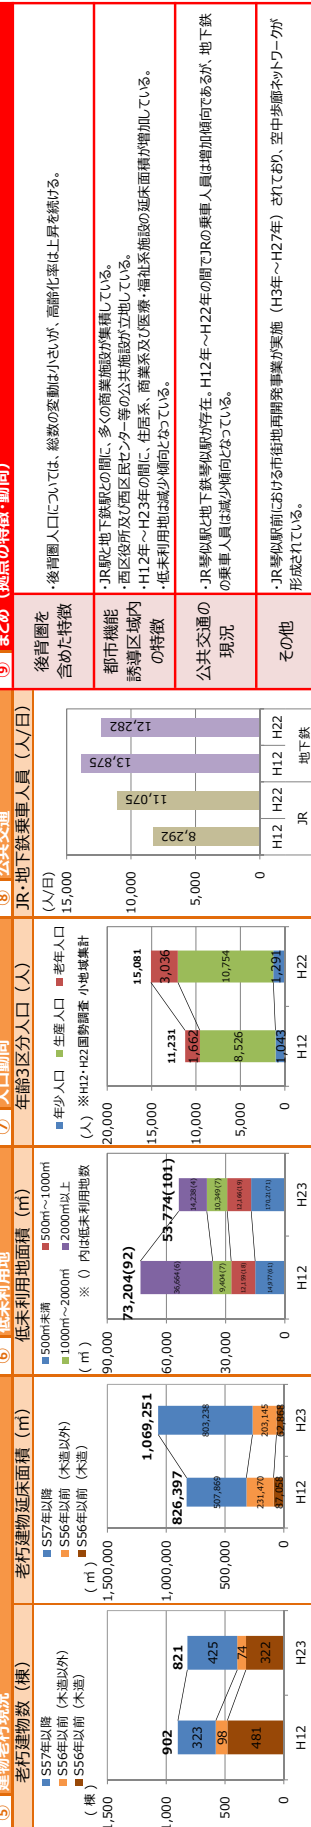 ⑤ 建物老朽現況
老朽建物数（棟）
■S57年以降
■S56年以前（木造以外）
■S56年以前（木造）
（棟）
1,500
1,000
500
0
902
323
98
481
821
425
74
322
H12
H23
老朽建物延床面積（㎡）
■S57年以降
■S56年以前（木造以外）
■S56年以前（木造）
（㎡）
1,500,000
1,000,000
500,000
0
826,397
507,869
231,470
87,058
1,069,251
803,238
203,145
62,868
H12
H23
⑥ 低未利用地
低未利用地面積（㎡）
■500㎡未満
■500㎡～1000㎡
■1000㎡～2000㎡
■2000㎡以上
（㎡）
※（）内は低未利用地数
90,000
60,000
30,000
0
73,204(92)
36,664(6)
9,404(7)
12,159(18)
14,977(61)
53,774(101)
14,238(4)
10,349(7)
12,166(19)
H12
H23
⑦ 人口動向
年齢3区分人口（人）
■年少人口
■生産人口
■老年人口
（人）
※H12・H22国勢調査 小地域集計
20,000
15,000
10,000
5,000
0
11,231
1,662
8,526
1,043
15,081
3,036
10,754
1,291
H12
H22
⑧ 公共交通
JR・地下鉄乗車人員（人/日）
（人/日）
15,000
10,000
5,000
0
8,292
11,075
13,875
12,282
H12
H22
H12
H22
JR
地下鉄
⑨ まとめ（拠点の特徴・動向）
後背圏を
含めた特徴
・後背圏人口については、総数の変動は小さいが、高齢化率は上昇を続ける。
都市機能
誘導区域内
の特徴
・JR駅と地下鉄駅との間に、多くの商業施設が集積している。
・西区役所及び西区民センター等の公共施設が立地している。
・H12年～H23年の間に、住居系、商業系及び医療・福祉系施設の延床面積が増加している。
・低未利用地は減少傾向となっている。
公共交通の
現況
・JR琴似駅と地下鉄琴似駅が存在。H12年～H22年の間でJRの乗車人員は増加傾向であるが、地下鉄
の乗車人員は減少傾向となっている。
その他
・JR琴似駅前における市街地再開発事業が実施（H3年～H27年）されており、空中歩廊ネットワークが
形成されている。